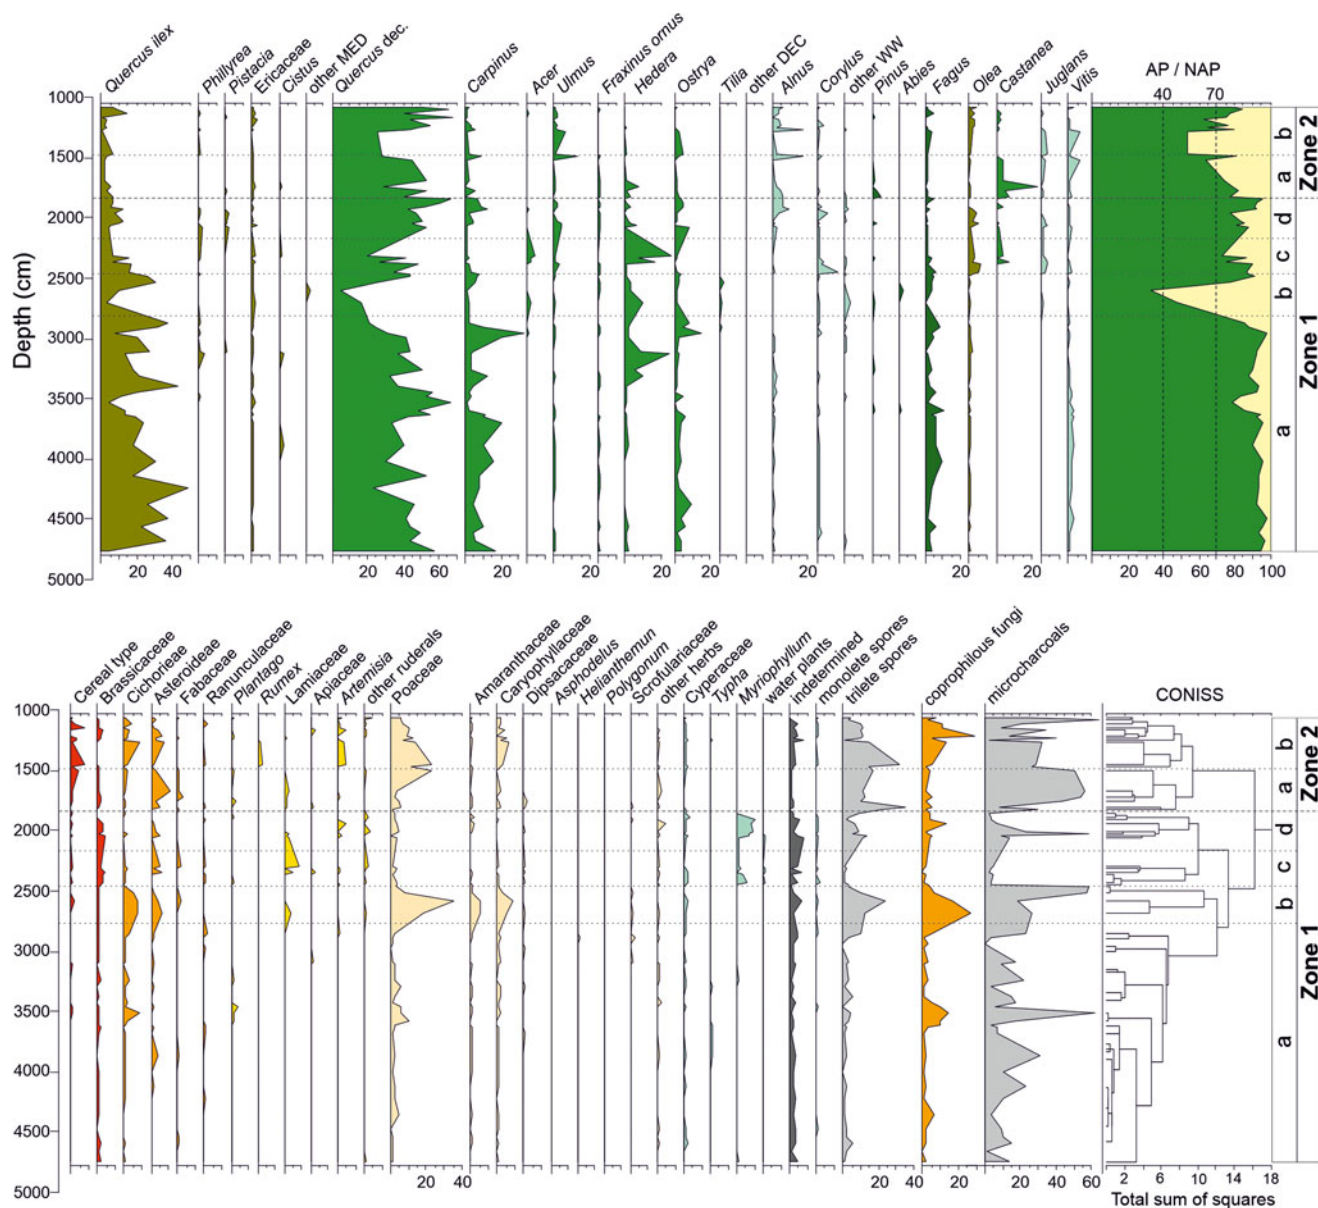 Quercus ilex
Phillyrea
Pistacia
Ericaceae
Cistus
other MED
Quercus dec.
Carpinus
Acer
Ulmus
Fraxinus ornus
Hedera
Ostrya
Tilia
other DEC
Alnus
Corylus
other WW
Pinus
Abies
Fagus
Olea
Castanea
Juglans
Vitis
AP / NAP
40 70
Depth (cm)
1000
1500
2000
2500
3000
3500
4000
4500
5000
20 40 20 40 60 20 20 20 20 20 20 20 20 20 40 60 80 100
b
a
Zone 2
d
c
b
a
Zone 1
Cereal type
Brassicaceae
Cichorieae
Asteroideae
Fabaceae
Ranunculaceae
Plantago
Rumex
Lamiaceae
Apiaceae
Artemisia
other ruderals
Poaceae
Amaranthaceae
Caryophyllaceae
Dipsacaceae
Asphodelus
Helianthemun
Polygonum
Scrofulariaceae
other herbs
Cyperaceae
Typha
Myriophyllum
water plants
indetermined
monolete spores
trilete spores
coprophilous fungi
microcharcoals
CONISS
1000
1500
2000
2500
3000
3500
4000
4500
5000
20 40 20 40 20 20 40 60 2 6 10 14 18
Total sum of squares
b
a
Zone 2
d
c
b
a
Zone 1